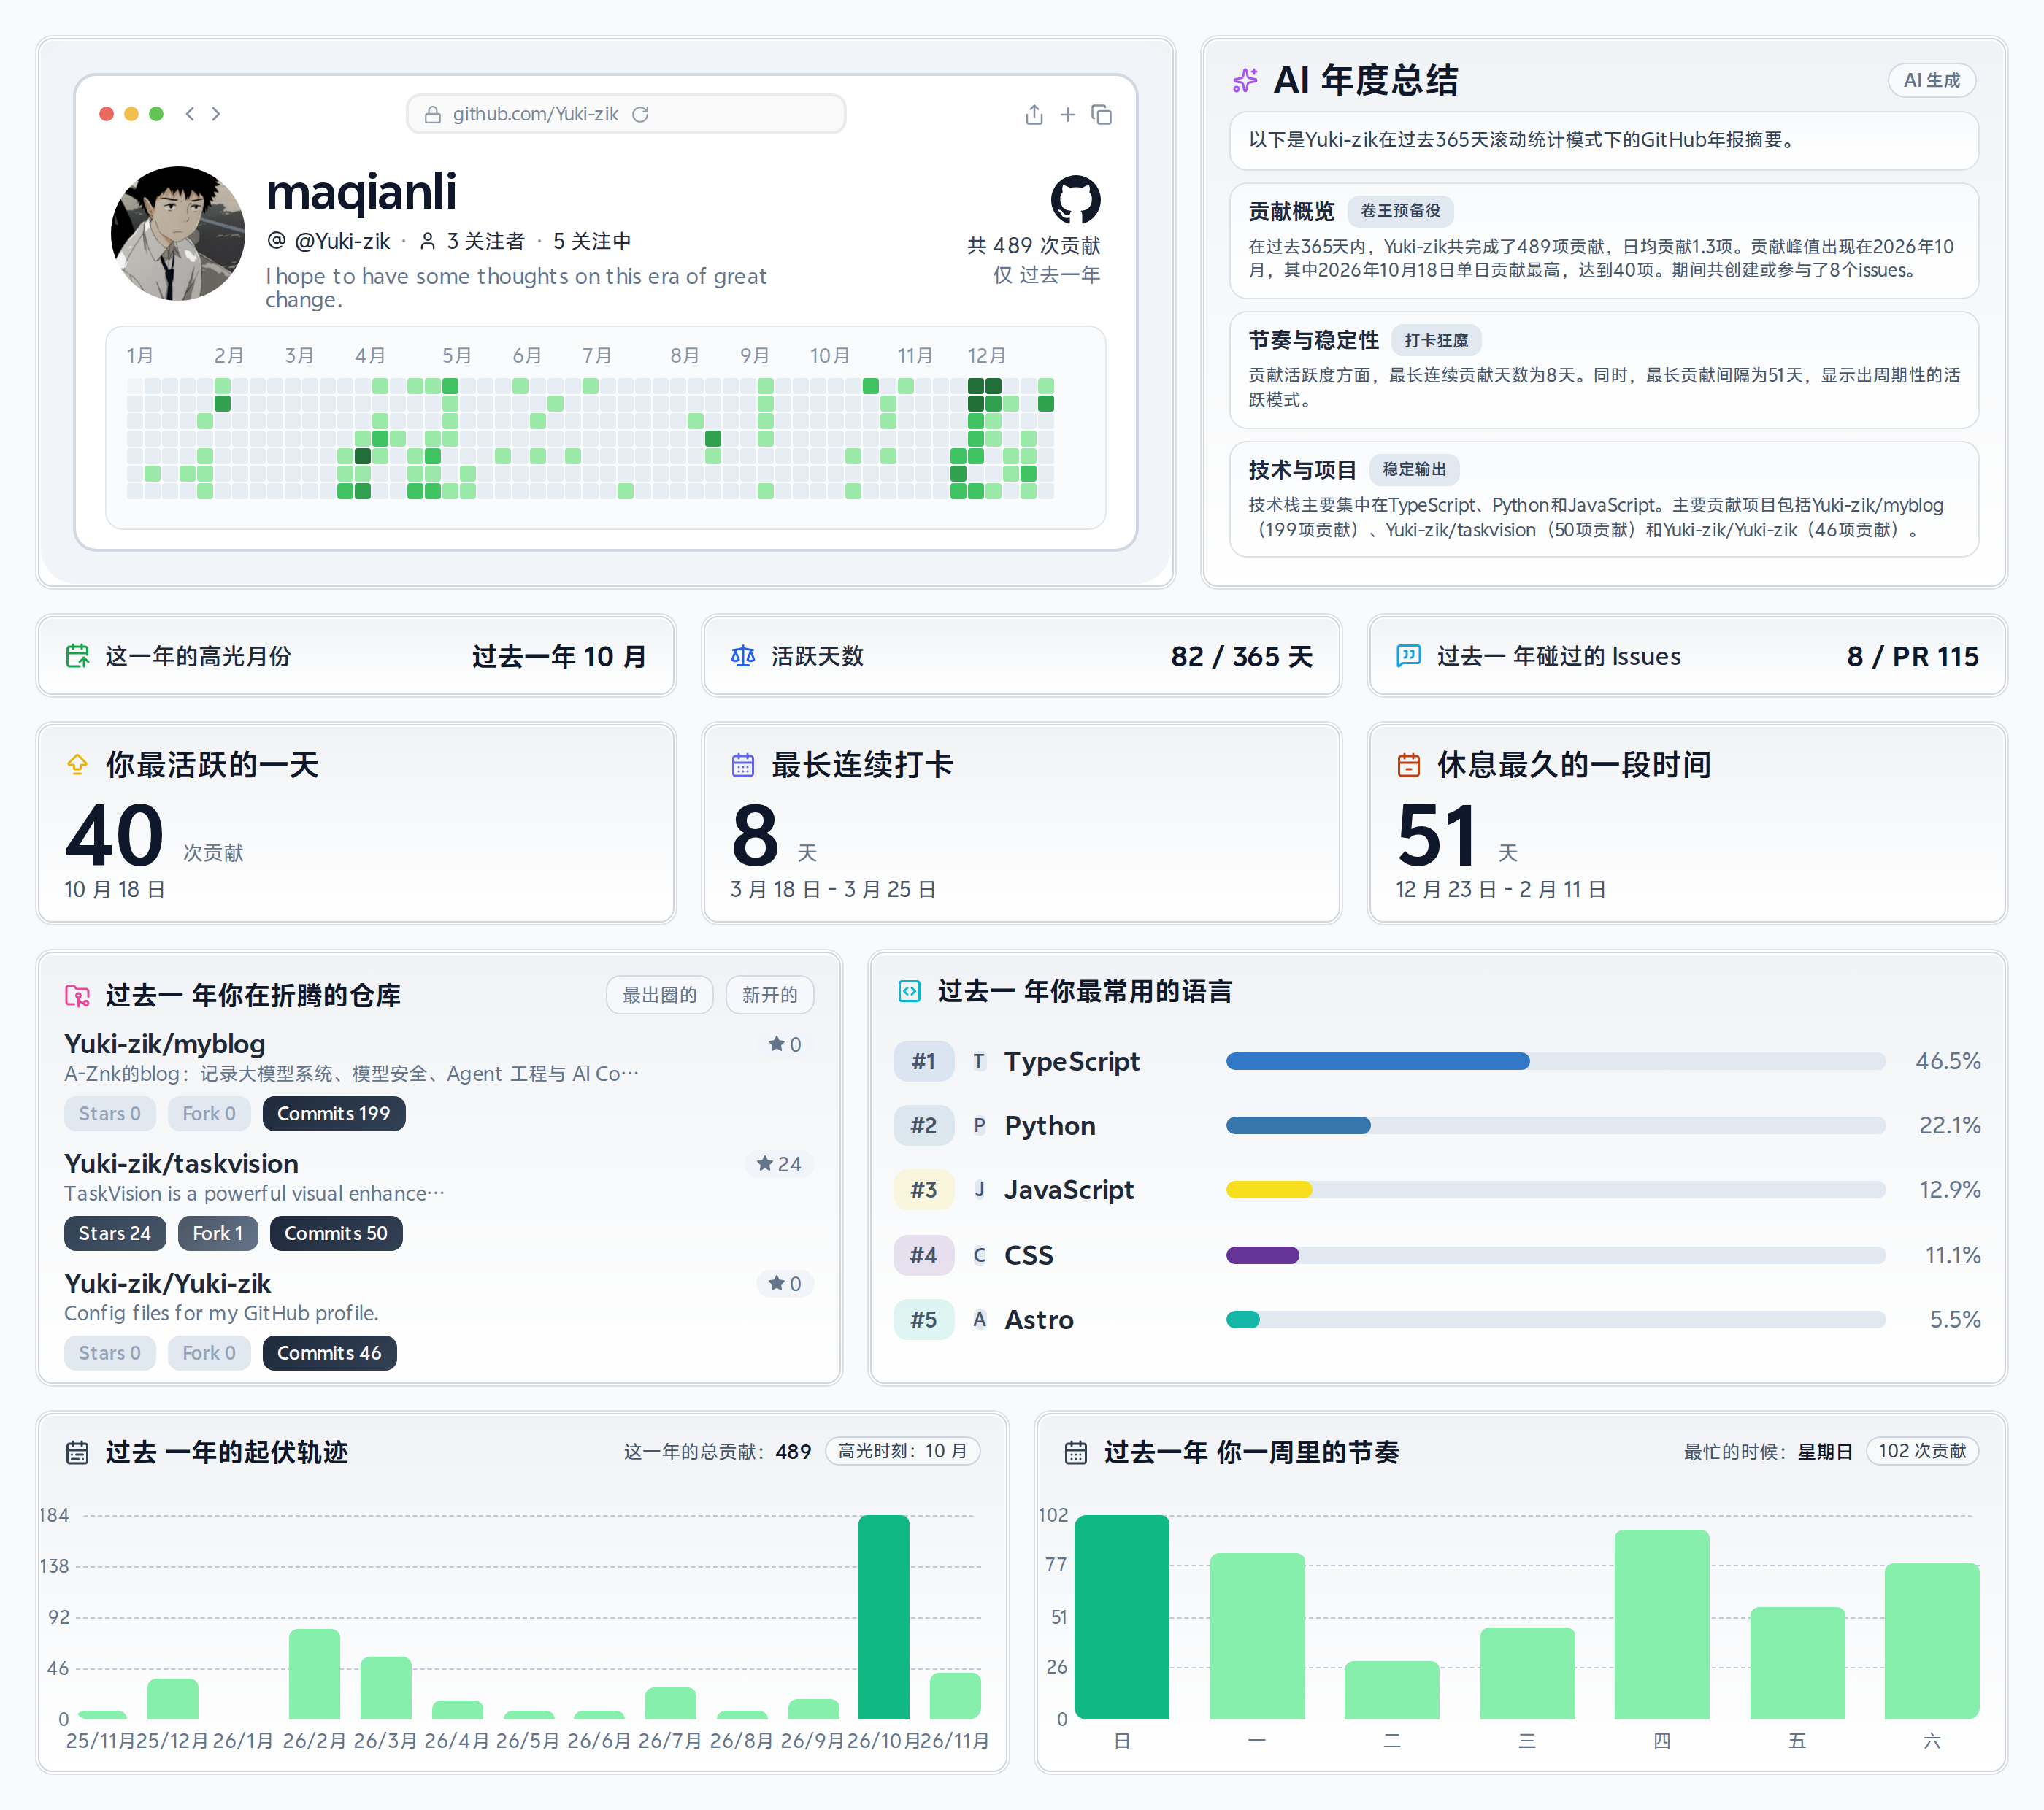 github.com/Yuki-zik
maqianli
@Yuki-zik · 3 关注者 · 5 关注中
I hope to have some thoughts on this era of great
change.
共 489 次贡献
仅 过去一年
1月 2月 3月 4月 5月 6月 7月 8月 9月 10月 11月 12月
AI 年度总结
AI 生成
以下是Yuki-zik在过去365天滚动统计模式下的GitHub年报摘要。
贡献概览 卷王预备役
在过去365天内，Yuki-zik共完成了489项贡献，日均贡献1.3项。贡献峰值出现在2026年10
月，其中2026年10月18日单日贡献最高，达到40项。期间共创建或参与了8个issues。
节奏与稳定性 打卡狂魔
贡献活跃度方面，最长连续贡献天数为8天。同时，最长贡献间隔为51天，显示出周期性的活
跃模式。
技术与项目 稳定输出
技术栈主要集中在TypeScript、Python和JavaScript。主要贡献项目包括Yuki-zik/myblog
（199项贡献）、Yuki-zik/taskvision（50项贡献）和Yuki-zik/Yuki-zik（46项贡献）。
这一年的高光月份 过去一年 10 月
活跃天数 82 / 365 天
过去一 年碰过的 Issues 8 / PR 115
你最活跃的一天
40 次贡献
10 月 18 日
最长连续打卡
8 天
3 月 18 日 - 3 月 25 日
休息最久的一段时间
51 天
12 月 23 日 - 2 月 11 日
过去一 年你在折腾的仓库 最出圈的 新开的
Yuki-zik/myblog 0
A-Znk的blog：记录大模型系统、模型安全、Agent 工程与 AI Co…
Stars 0 Fork 0 Commits 199
Yuki-zik/taskvision 24
TaskVision is a powerful visual enhance…
Stars 24 Fork 1 Commits 50
Yuki-zik/Yuki-zik 0
Config files for my GitHub profile.
Stars 0 Fork 0 Commits 46
过去一 年你最常用的语言
#1 T TypeScript 46.5%
#2 P Python 22.1%
#3 J JavaScript 12.9%
#4 C CSS 11.1%
#5 A Astro 5.5%
过去 一年的起伏轨迹 这一年的总贡献：489 高光时刻：10 月
184
138
92
46
0
25/11月 25/12月 26/1月 26/2月 26/3月 26/4月 26/5月 26/6月 26/7月 26/8月 26/9月 26/10月 26/11月
过去一年 你一周里的节奏 最忙的时候：星期日 102 次贡献
102
77
51
26
0
日 一 二 三 四 五 六